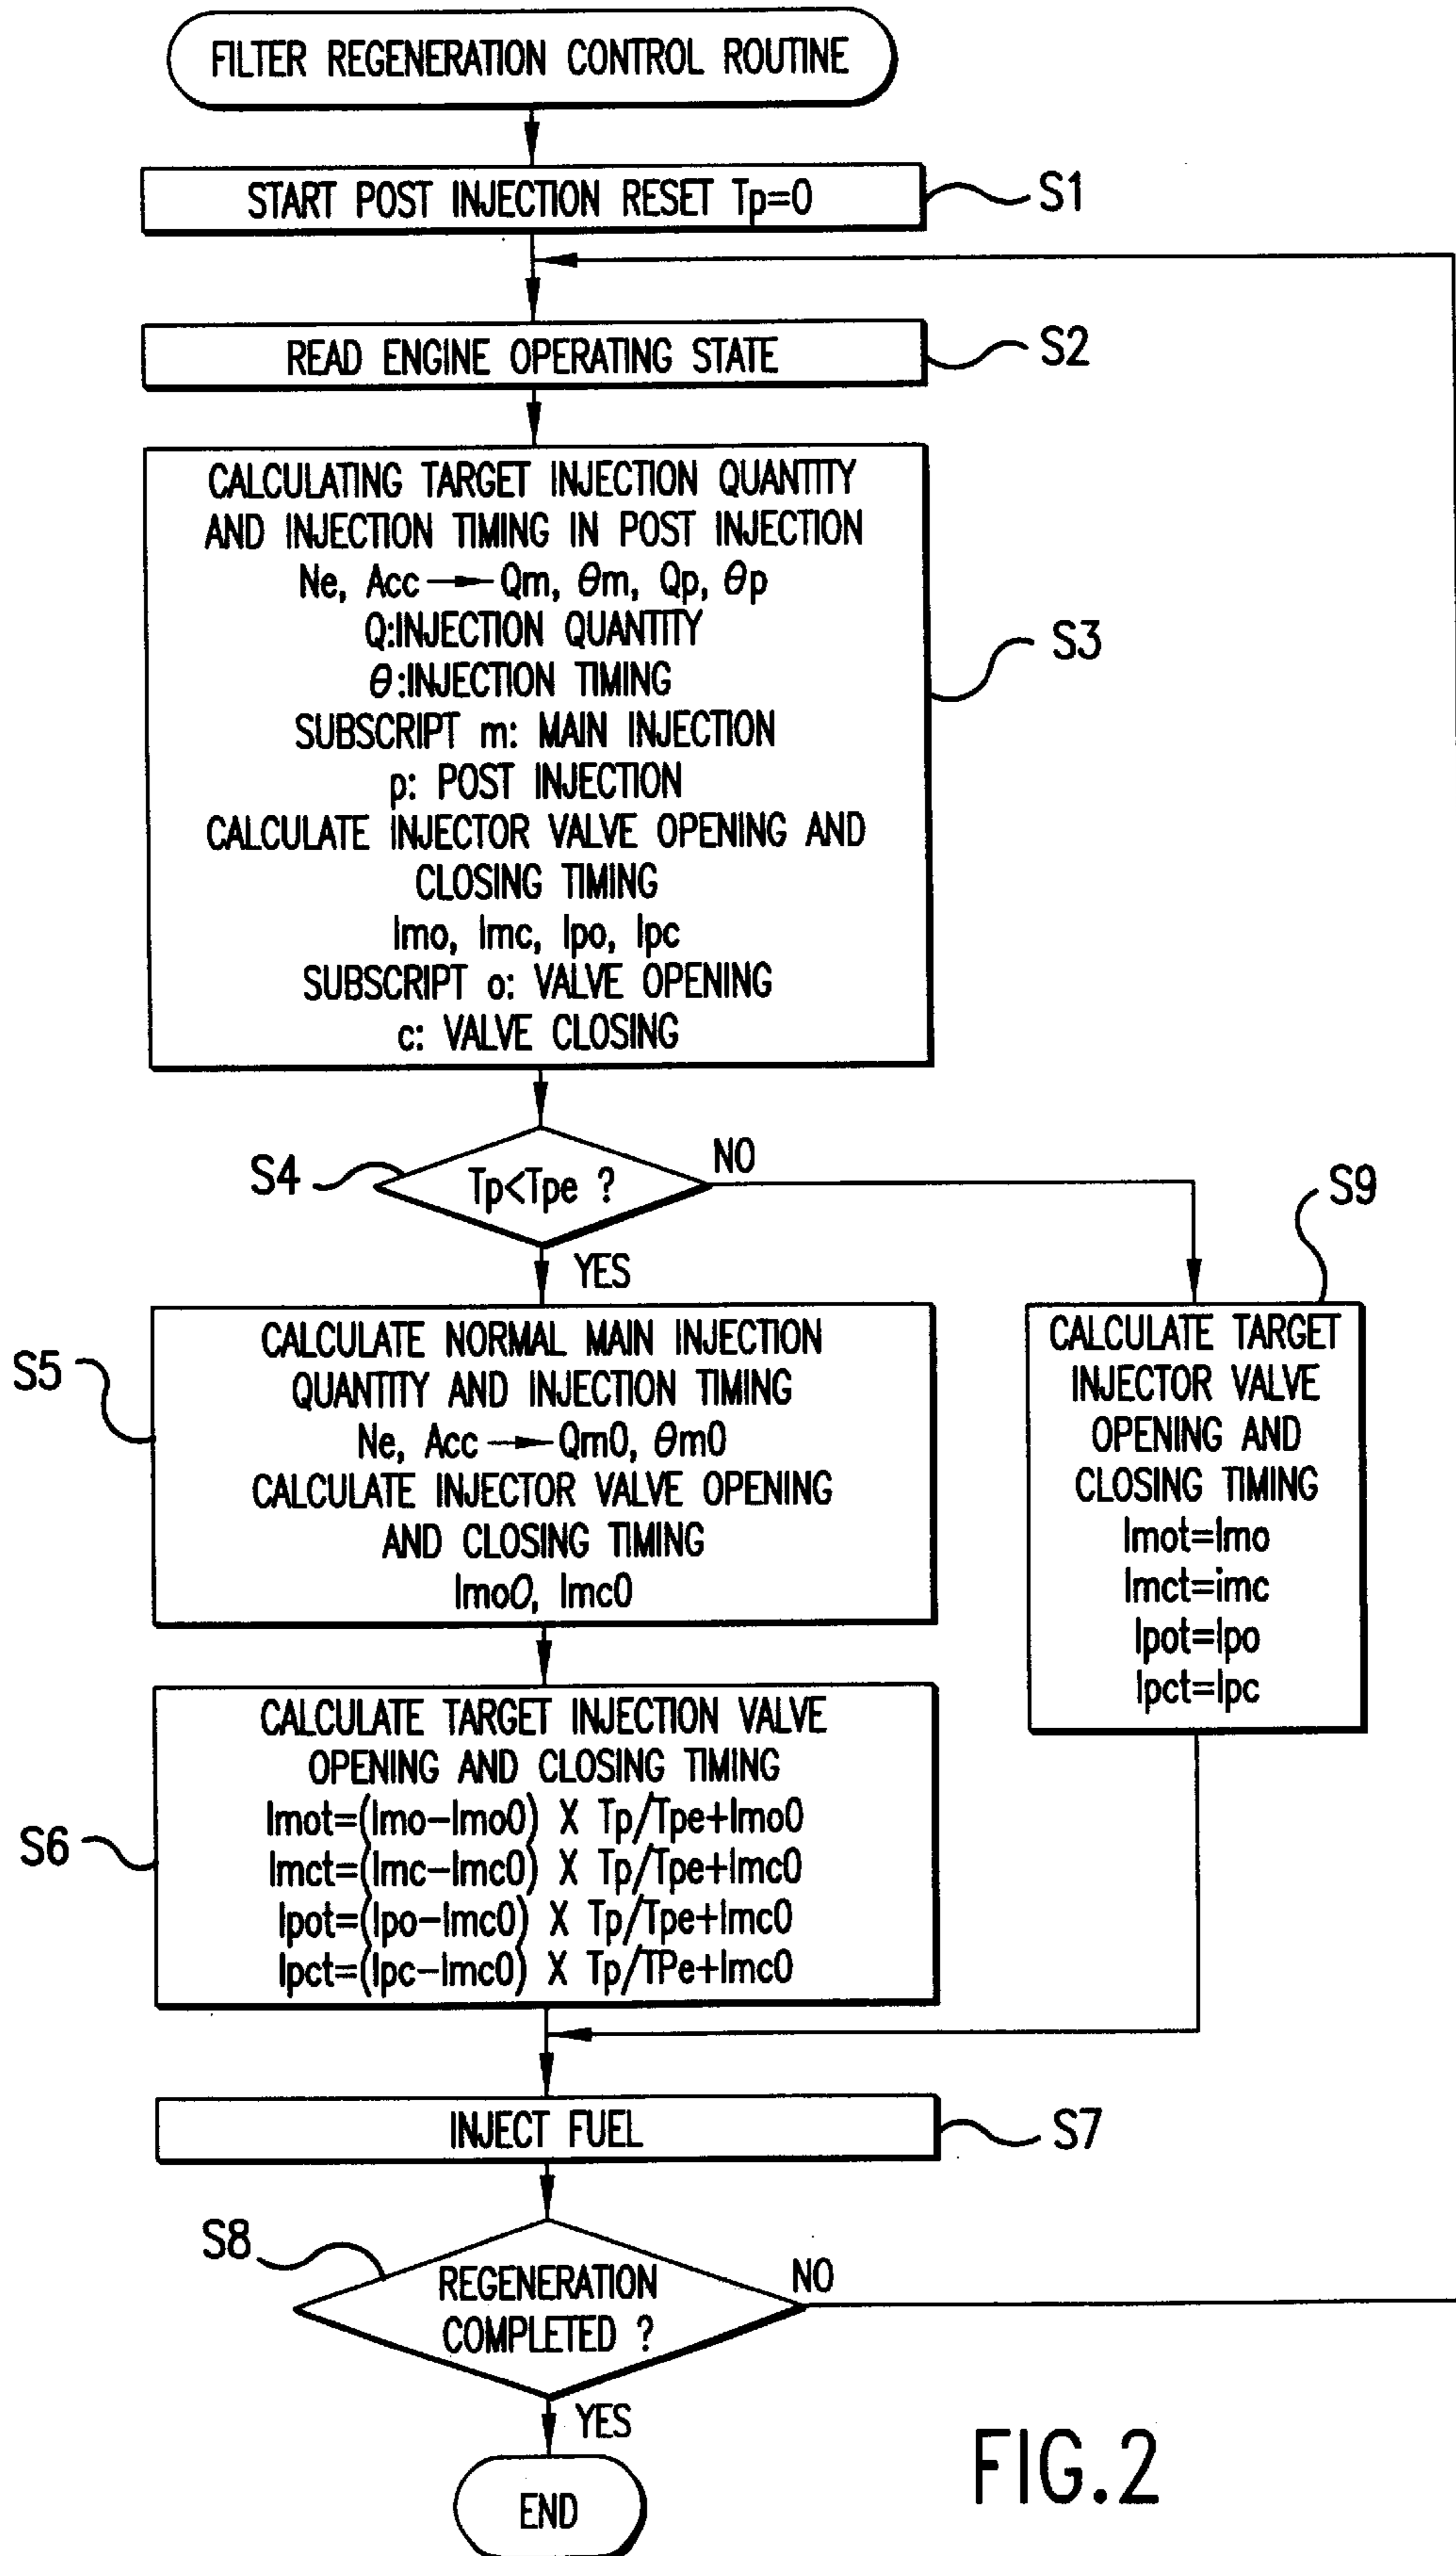 FILTER REGENERATION CONTROL ROUTINE
START POST INJECTION RESET Tp=0
S1
READ ENGINE OPERATING STATE
S2
CALCULATING TARGET INJECTION QUANTITY
AND INJECTION TIMING IN POST INJECTION
Ne, Acc → Qm, θm, Qp, θp
Q:INJECTION QUANTITY
θ:INJECTION TIMING
SUBSCRIPT m: MAIN INJECTION
p: POST INJECTION
CALCULATE INJECTOR VALVE OPENING AND
CLOSING TIMING
Imo, Imc, Ipo, Ipc
SUBSCRIPT o: VALVE OPENING
c: VALVE CLOSING
S3
S4
Tp<Tpe ?
NO
YES
S5
CALCULATE NORMAL MAIN INJECTION
QUANTITY AND INJECTION TIMING
Ne, Acc → Qm0, θm0
CALCULATE INJECTOR VALVE OPENING
AND CLOSING TIMING
Imo0, Imc0
S9
CALCULATE TARGET
INJECTOR VALVE
OPENING AND
CLOSING TIMING
Imot=Imo
Imct=imc
Ipot=Ipo
Ipct=Ipc
S6
CALCULATE TARGET INJECTION VALVE
OPENING AND CLOSING TIMING
Imot=(Imo-Imo0) X Tp/Tpe+Imo0
Imct=(Imc-Imc0) X Tp/Tpe+Imc0
Ipot=(Ipo-Imc0) X Tp/Tpe+Imc0
Ipct=(Ipc-Imc0) X Tp/TPe+Imc0
INJECT FUEL
S7
S8
REGENERATION
COMPLETED ?
NO
YES
END
FIG.2